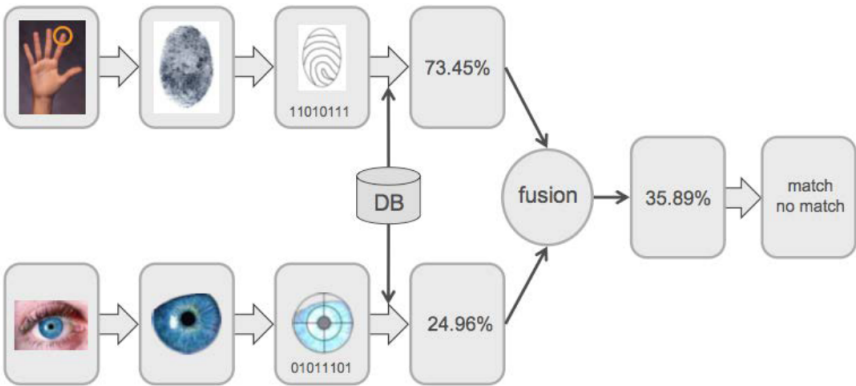 11010111
73.45%
DB
fusion
35.89%
match
no match
01011101
24.96%